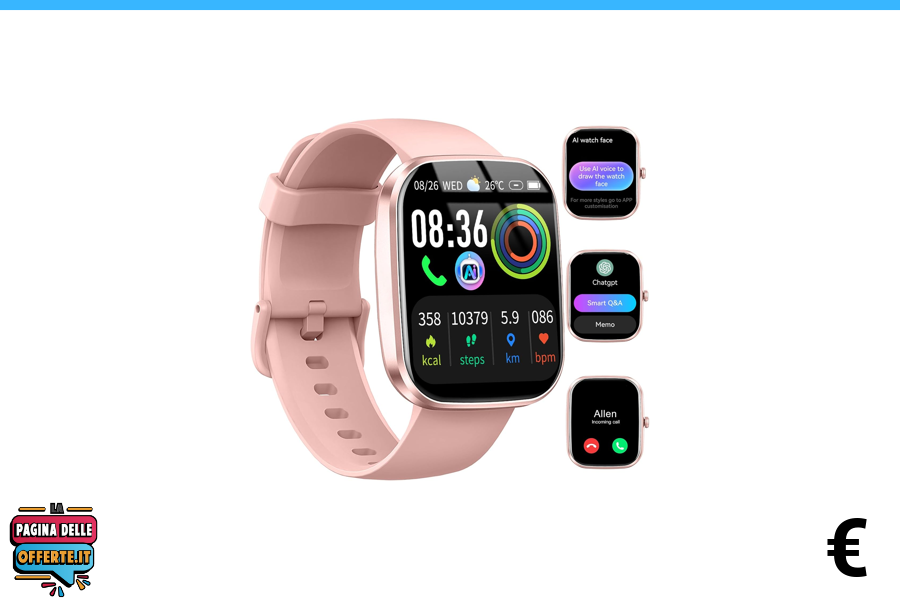 08/26 WED 26°C
08:36
Ai
358 10379 5.9 086
kcal steps km bpm
AI watch face
Use AI voice to
draw the watch
face
For more styles go to APP
customisation
Chatgpt
Smart Q&A
Memo
Allen
Incoming call
LA
PAGINA DELLE
OFFERTE.IT
€